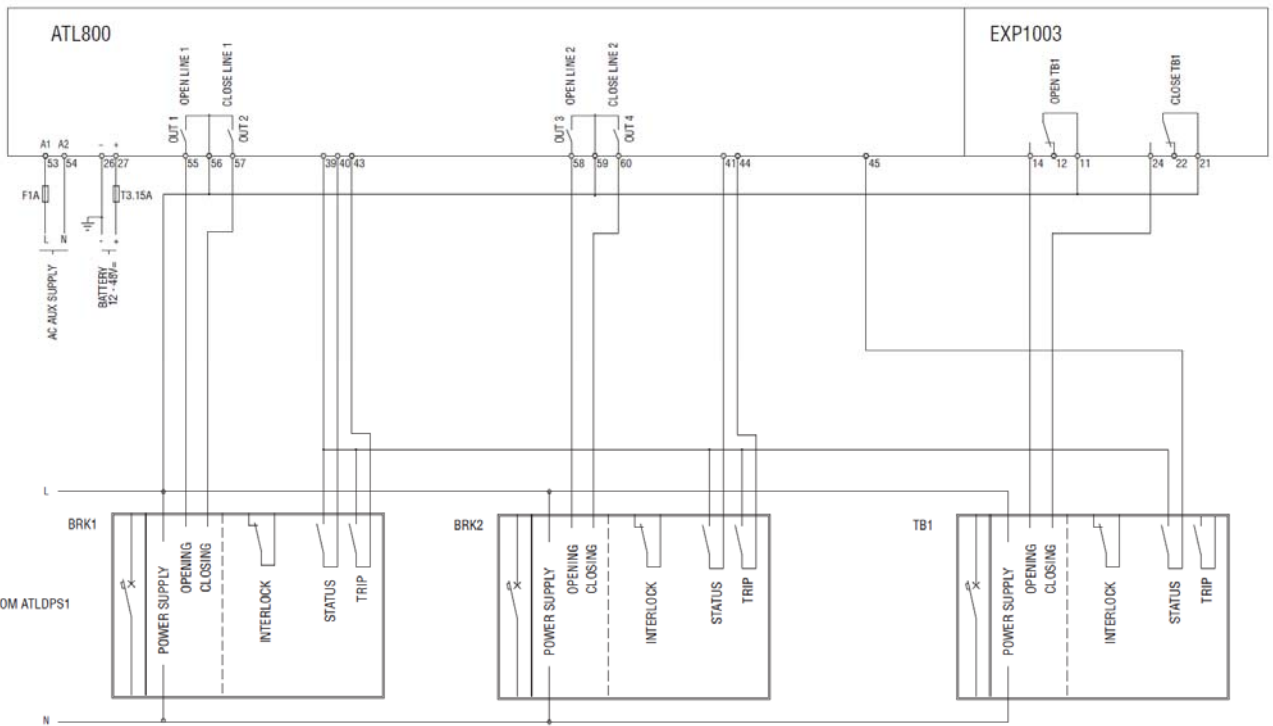 ATL800
EXP1003
OPEN LINE 1
CLOSE LINE 1
OPEN LINE 2
CLOSE LINE 2
OPEN TB1
CLOSE TB1
OUT 1
OUT 2
OUT 3
OUT 4
A1 A2 - +
53 54 26 27 55 56 57 39 40 43 58 59 60 41 44 45 14 12 11 24 22 21
F1A
T3.15A
L N - +
AC AUX SUPPLY
BATTERY
12 - 48V=
L
BRK1
BRK2
TB1
OM ATLDPS1
POWER SUPPLY
OPENING
CLOSING
INTERLOCK
STATUS
TRIP
POWER SUPPLY
OPENING
CLOSING
INTERLOCK
STATUS
TRIP
POWER SUPPLY
OPENING
CLOSING
INTERLOCK
STATUS
TRIP
N